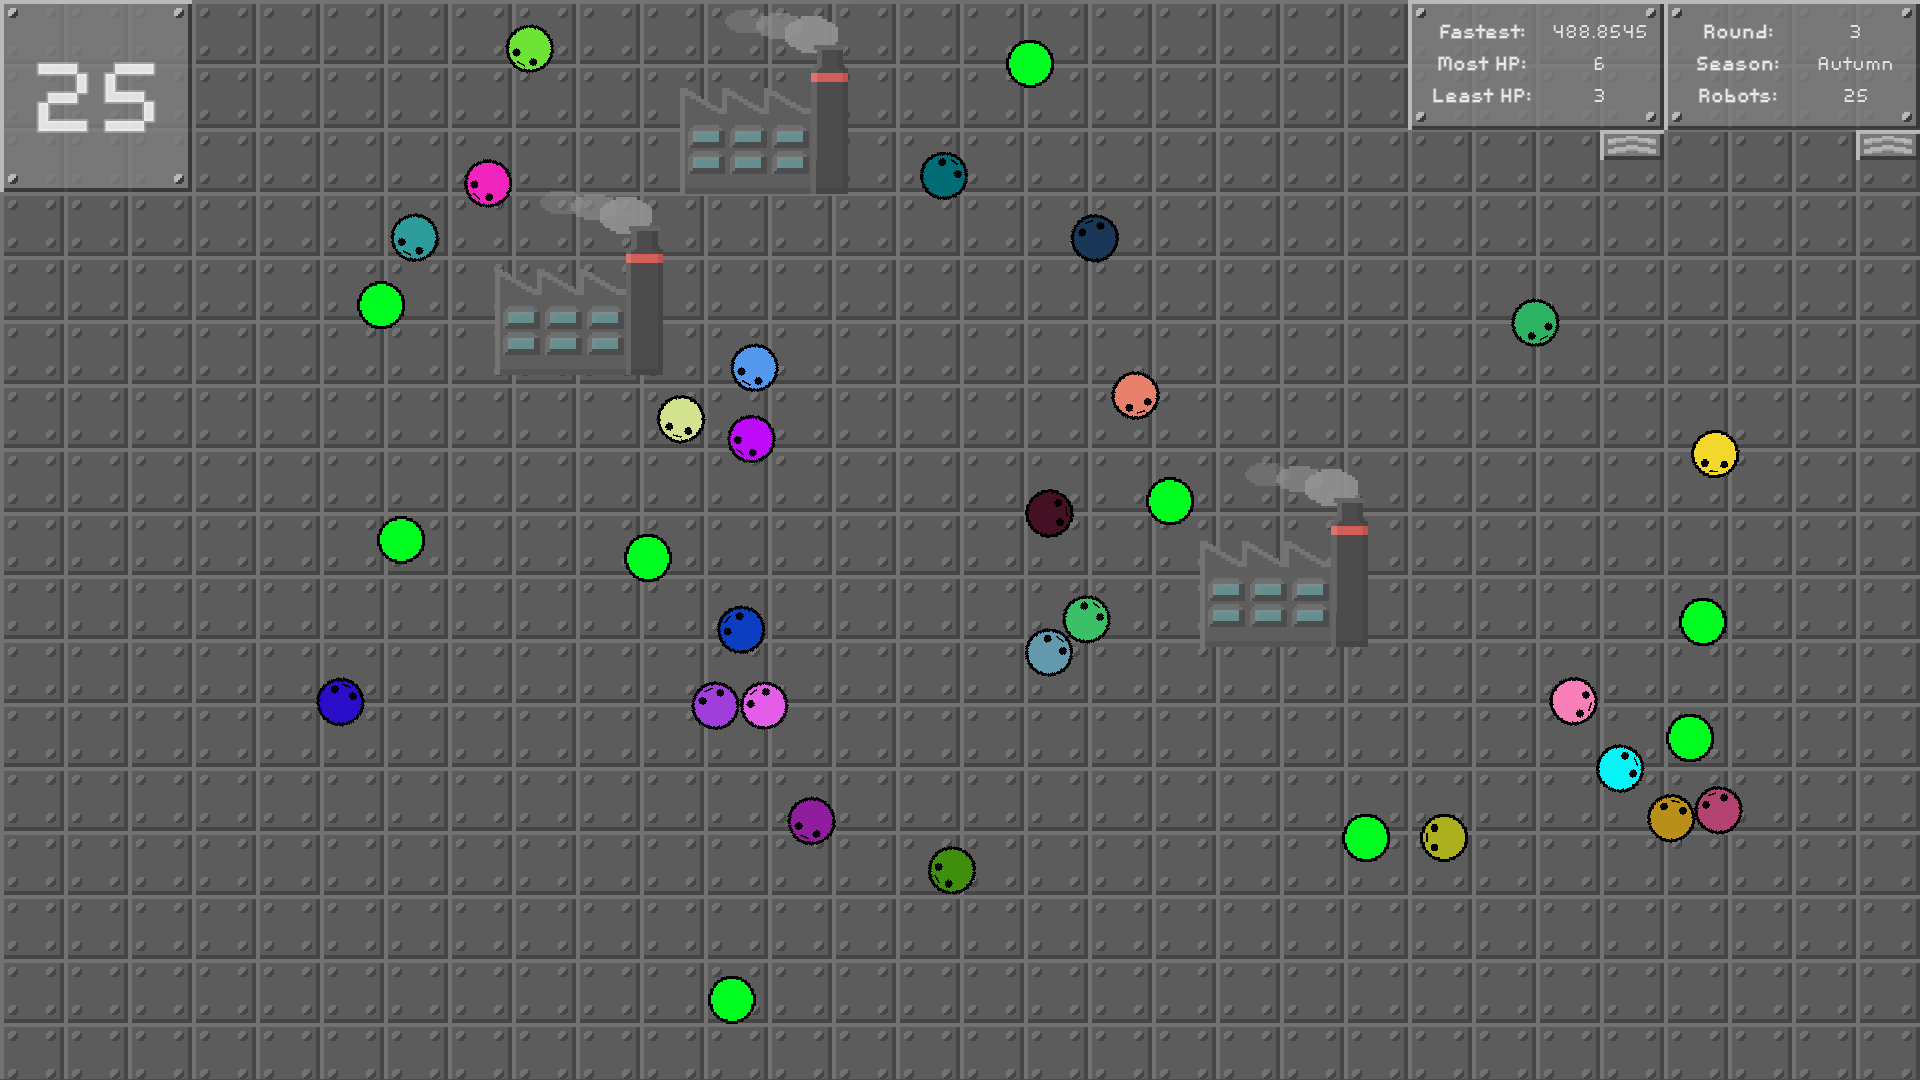 25
Fastest: 488.8545
Most HP: 6
Least HP: 3
Round: 3
Season: Autumn
Robots: 25